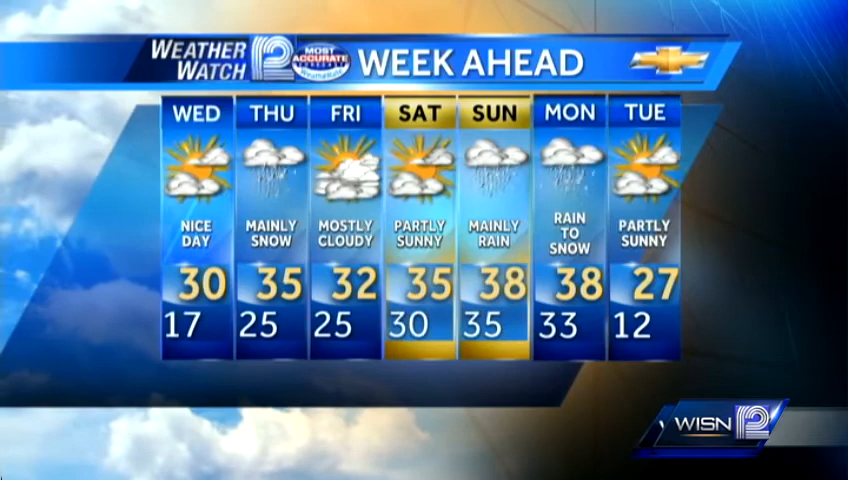 WEATHER WATCH 12 MOST ACCURATE WEEK AHEAD
WED THU FRI SAT SUN MON TUE
NICE DAY
MAINLY SNOW
MOSTLY CLOUDY
PARTLY SUNNY
MAINLY RAIN
RAIN TO SNOW
PARTLY SUNNY
30 35 32 35 38 38 27
17 25 25 30 35 33 12
WISN 12